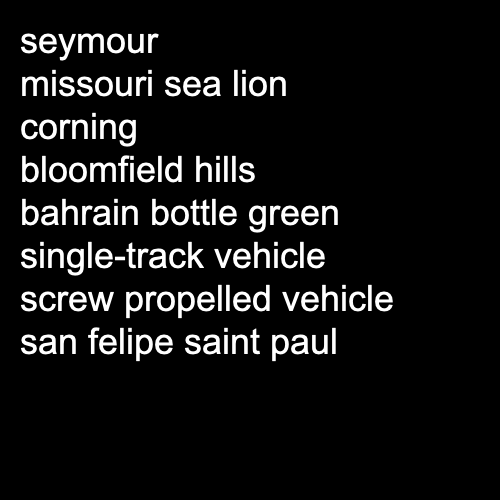 seymour
missouri sea lion
corning
bloomfield hills
bahrain bottle green
single-track vehicle
screw propelled vehicle
san felipe saint paul